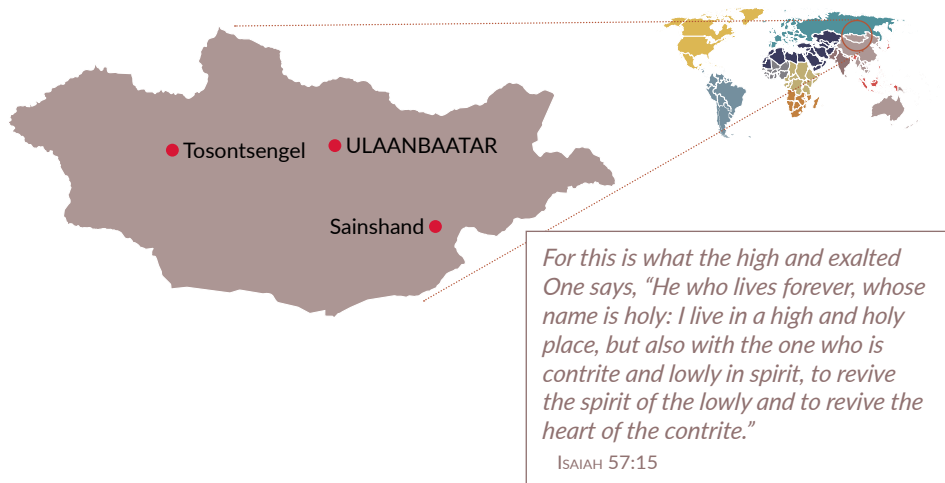 Tosontsengel
ULAANBAATAR
Sainshand
For this is what the high and exalted
One says, “He who lives forever, whose
name is holy: I live in a high and holy
place, but also with the one who is
contrite and lowly in spirit, to revive
the spirit of the lowly and to revive the
heart of the contrite.”
Isaiah 57:15